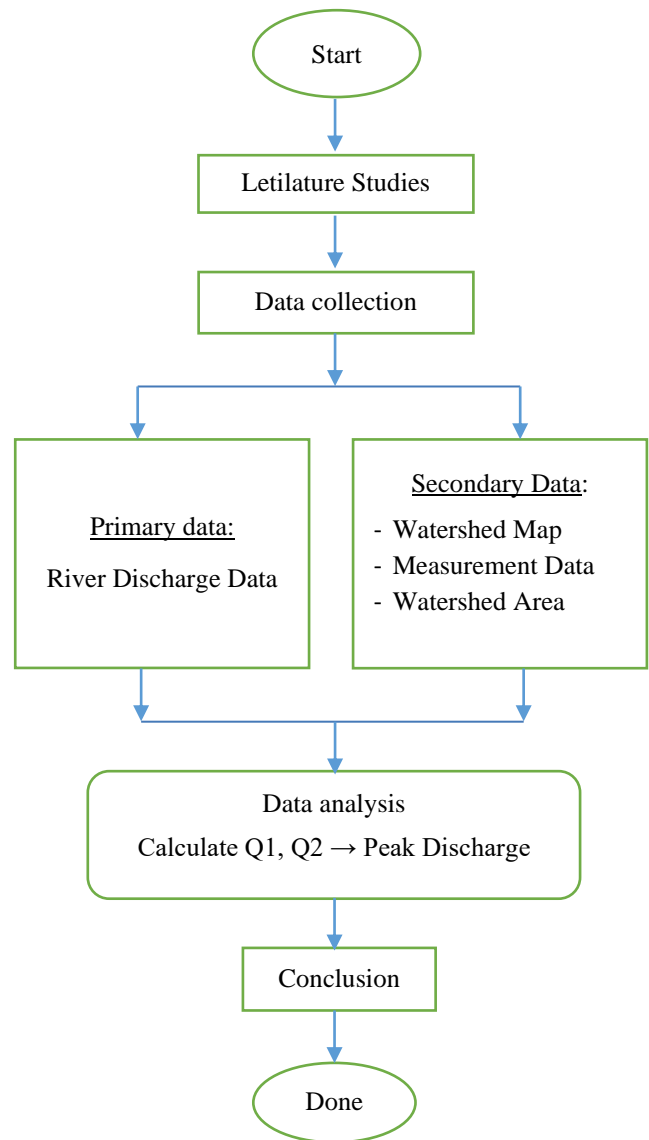 Start
Letilature Studies
Data collection
Primary data:
River Discharge Data
Secondary Data:
- Watershed Map
- Measurement Data
- Watershed Area
Data analysis
Calculate Q1, Q2 → Peak Discharge
Conclusion
Done